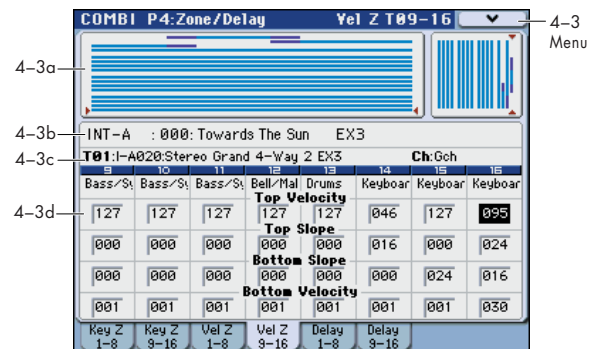 COMBI P4:Zone/Delay Vel Z T09-16
4–3
Menu
4–3a
4–3b
INT-A :000: Towards The Sun EX3
4–3c
T01:I-A020:Stereo Grand 4-Way 2 EX3 Ch:Gch
9 10 11 12 13 14 15 16
Bass/Sy Bass/Sy Bass/Sy Bell/Mal Drums Keyboar Keyboar Keyboar
Top Velocity
4–3d
127 127 127 127 127 046 127 095
Top Slope
000 000 000 000 000 016 000 024
Bottom Slope
000 000 000 000 000 000 024 016
Bottom Velocity
001 001 001 001 001 001 001 030
Key Z 1-8 Key Z 9-16 Vel Z 1-8 Vel Z 9-16 Delay 1-8 Delay 9-16